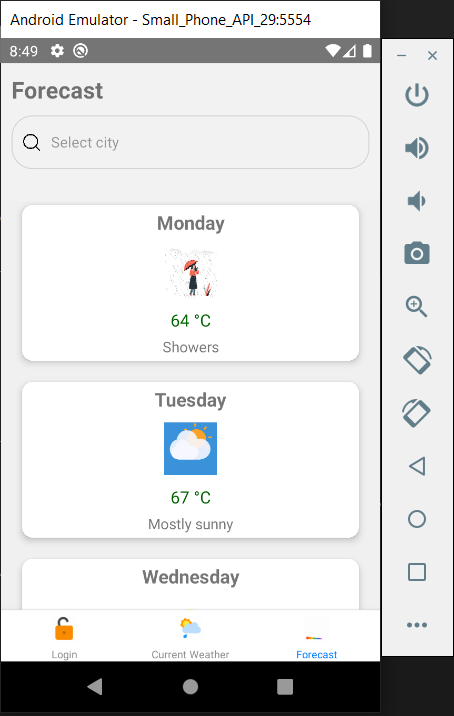 Android Emulator - Small_Phone_API_29:5554
8:49
Forecast
Select city
Monday
64 °C
Showers
Tuesday
67 °C
Mostly sunny
Wednesday
Login
Current Weather
Forecast